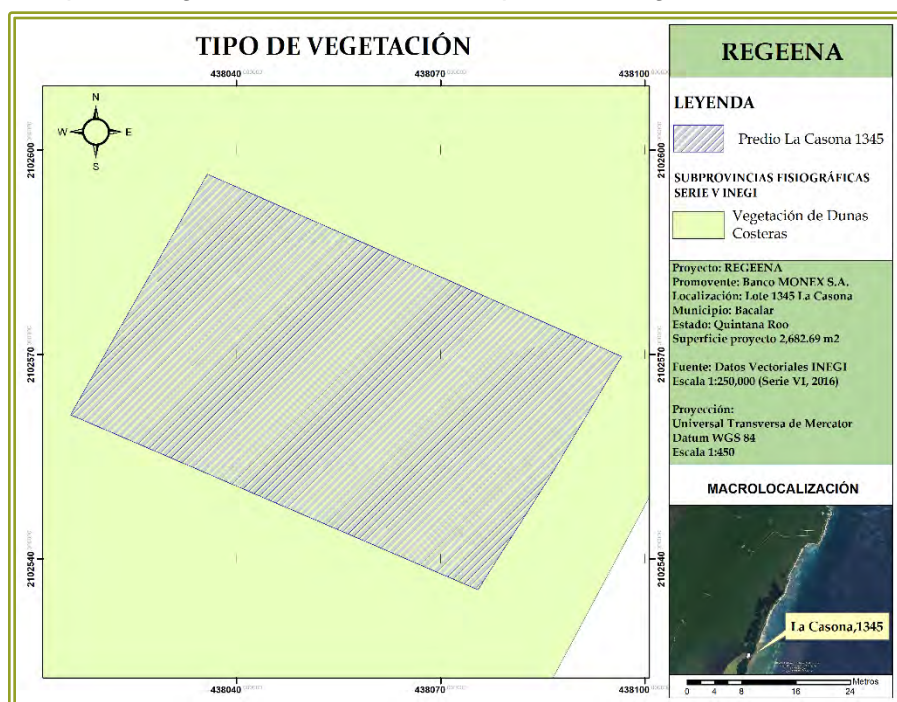 TIPO DE VEGETACIÓN
438040
438070
438100
N
W E
S
2102600
2102600
2102570
2102570
2102540
2102540
438040
438070
438100
REGEENA
LEYENDA
Predio La Casona 1345
SUBPROVINCIAS FISIOGRÁFICAS
SERIE V INEGI
Vegetación de Dunas
Costeras
Proyecto: REGEENA
Promovente: Banco MONEX S.A.
Localización: Lote 1345 La Casona
Municipio: Bacalar
Estado: Quintana Roo
Superficie proyecto 2,682.69 m2
Fuente: Datos Vectoriales INEGI
Escala 1:250,000 (Serie VI, 2016)
Proyección:
Universal Transversa de Mercator
Datum WGS 84
Escala 1:450
MACROLOCALIZACIÓN
La Casona,1345
Metros
0 4 8 16 24